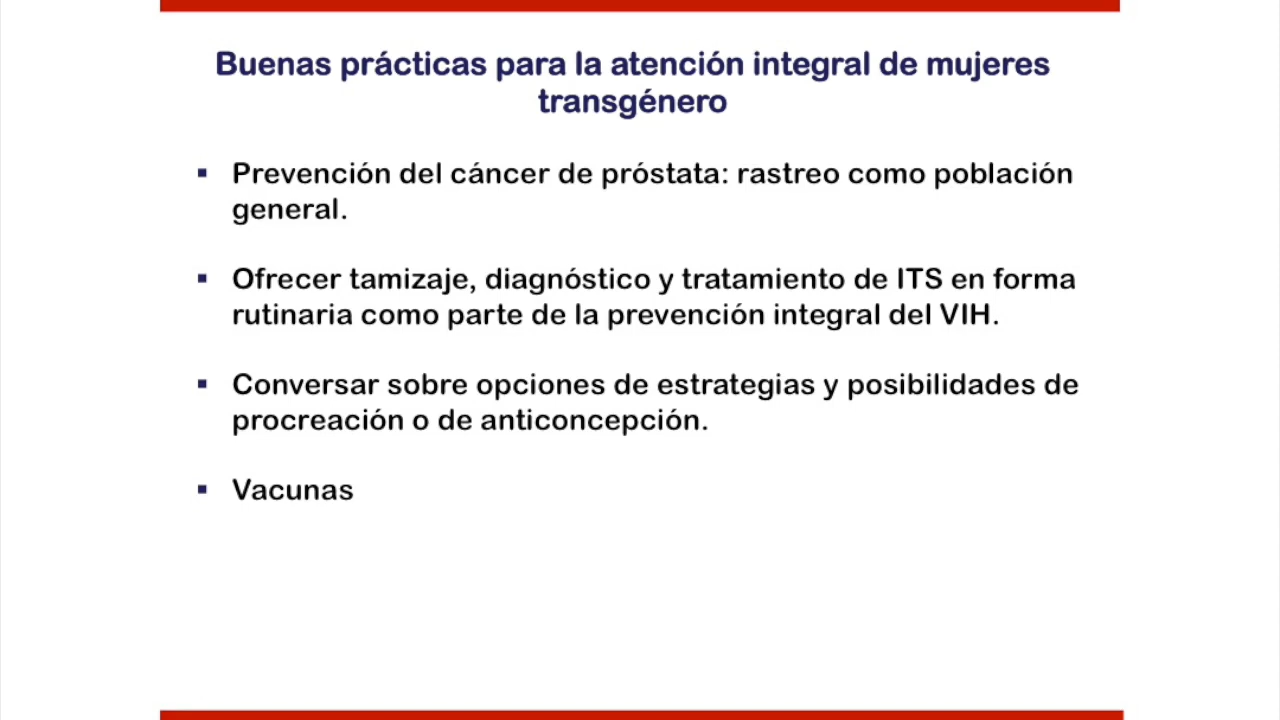 Buenas prácticas para la atención integral de mujeres
transgénero
▪ Prevención del cáncer de próstata: rastreo como población
general.
▪ Ofrecer tamizaje, diagnóstico y tratamiento de ITS en forma
rutinaria como parte de la prevención integral del VIH.
▪ Conversar sobre opciones de estrategias y posibilidades de
procreación o de anticoncepción.
▪ Vacunas